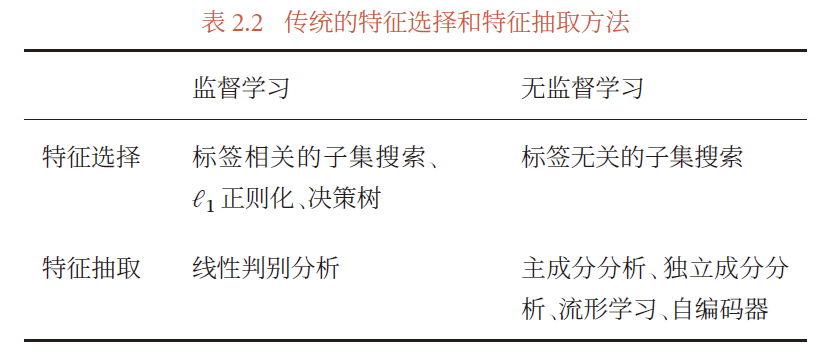 表 2.2 传统的特征选择和特征抽取方法
监督学习 无监督学习
特征选择 标签相关的子集搜索、 标签无关的子集搜索
ℓ1 正则化、决策树
特征抽取 线性判别分析 主成分分析、独立成分分
析、流形学习、自编码器